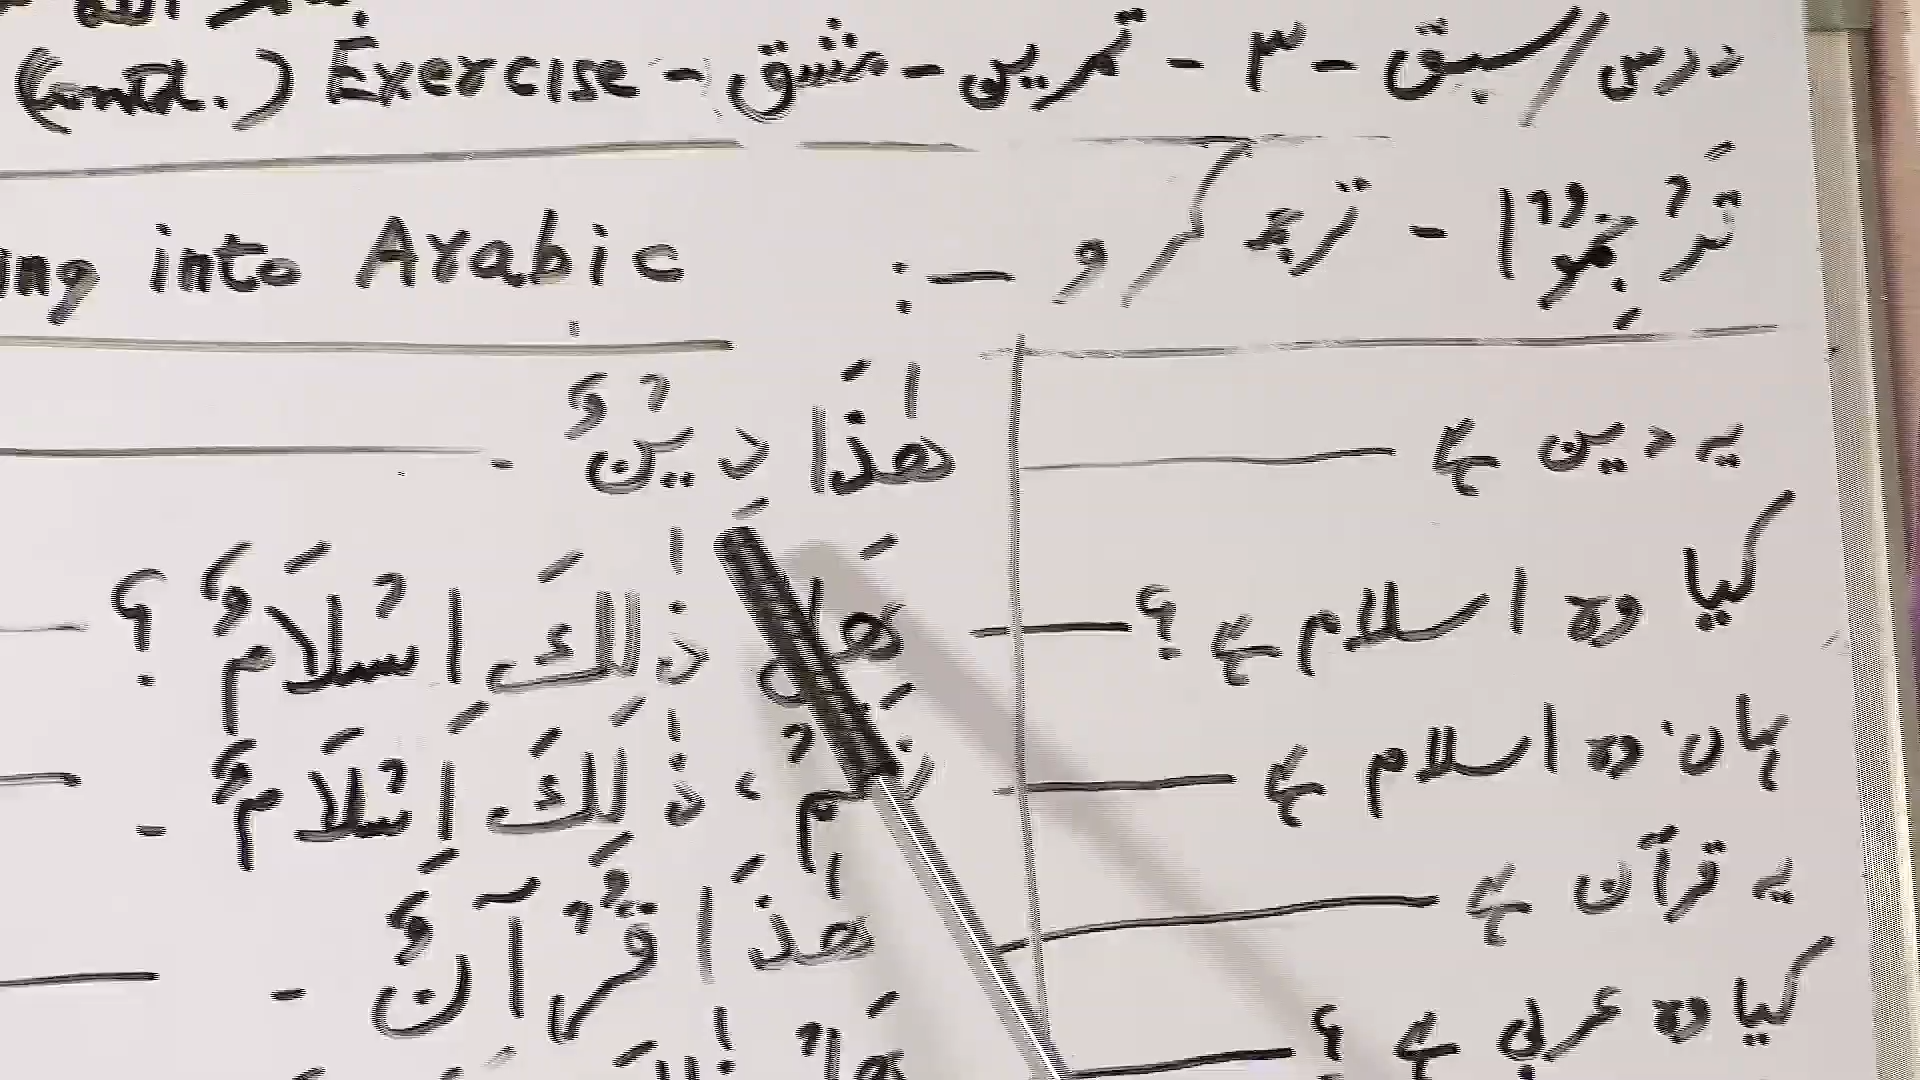 درس/سبق - ۳ - تمرین - مشق - Exercise (Contd.)
تَرْجِمُوْا - ترجمہ کرو :- ing into Arabic
یہ دین ہے — هٰذَا دِيْنٌ -
کیا وہ اسلام ہے ؟ — هَلْ ذٰلِكَ اِسْلَامٌ ؟
ہاں وہ اسلام ہے — نَعَمْ، ذٰلِكَ اِسْلَامٌ -
یہ قرآن ہے — هٰذَا قُرْآنٌ -
کیا وہ عربی ہے ؟